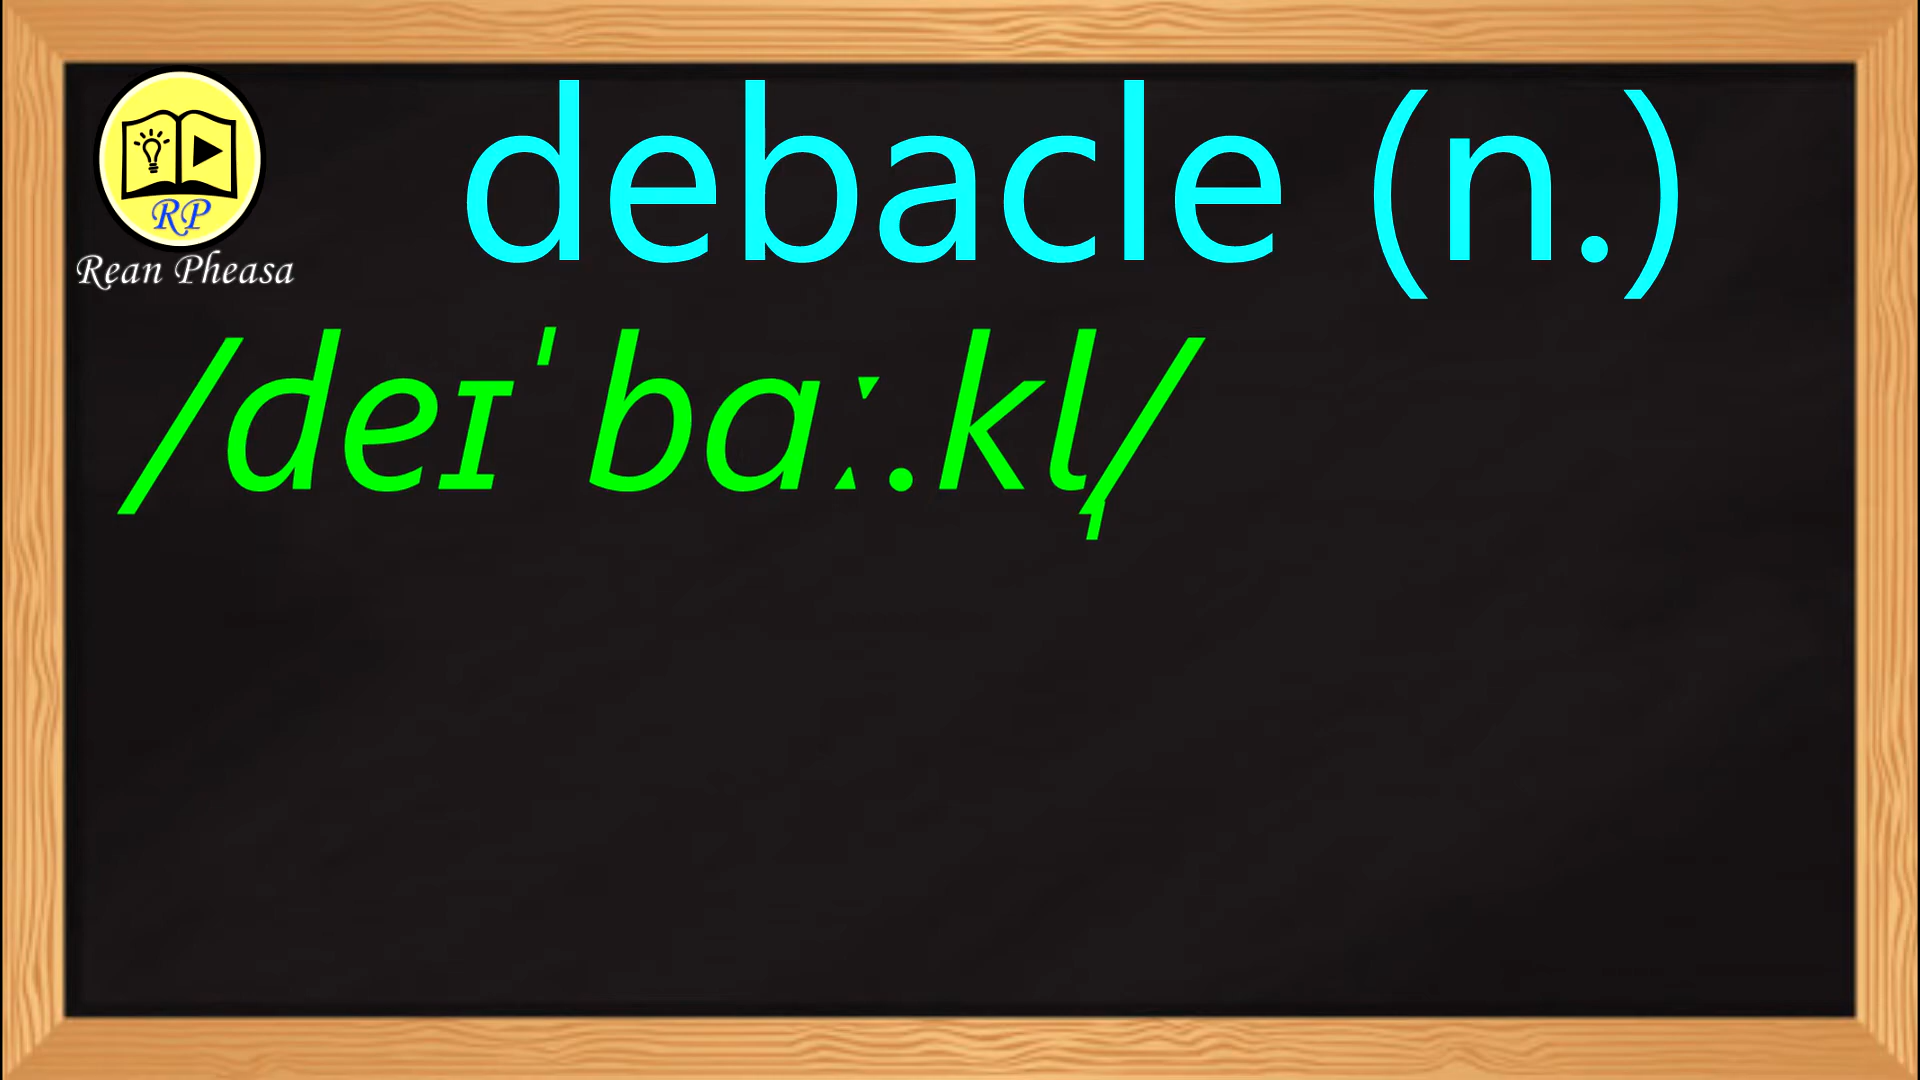 debacle (n.)
RP
Rean Pheasa
/deɪˈbɑː.kl̩/